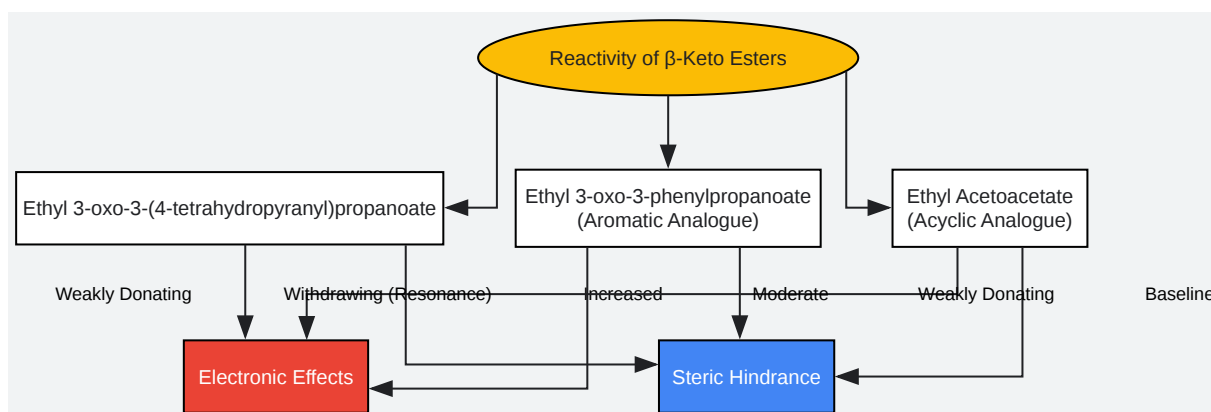 Reactivity of β-Keto Esters
Ethyl 3-oxo-3-(4-tetrahydropyranyl)propanoate
Ethyl 3-oxo-3-phenylpropanoate
(Aromatic Analogue)
Ethyl Acetoacetate
(Acyclic Analogue)
Weakly Donating
Withdrawing (Resonance)
Increased
Moderate
Weakly Donating
Baseline
Electronic Effects
Steric Hindrance